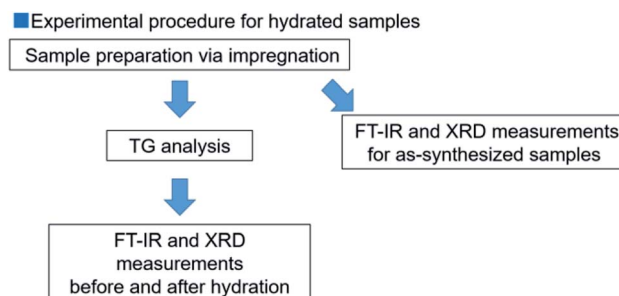 Experimental procedure for hydrated samples
Sample preparation via impregnation
TG analysis
FT-IR and XRD measurements
for as-synthesized samples
FT-IR and XRD
measurements
before and after hydration